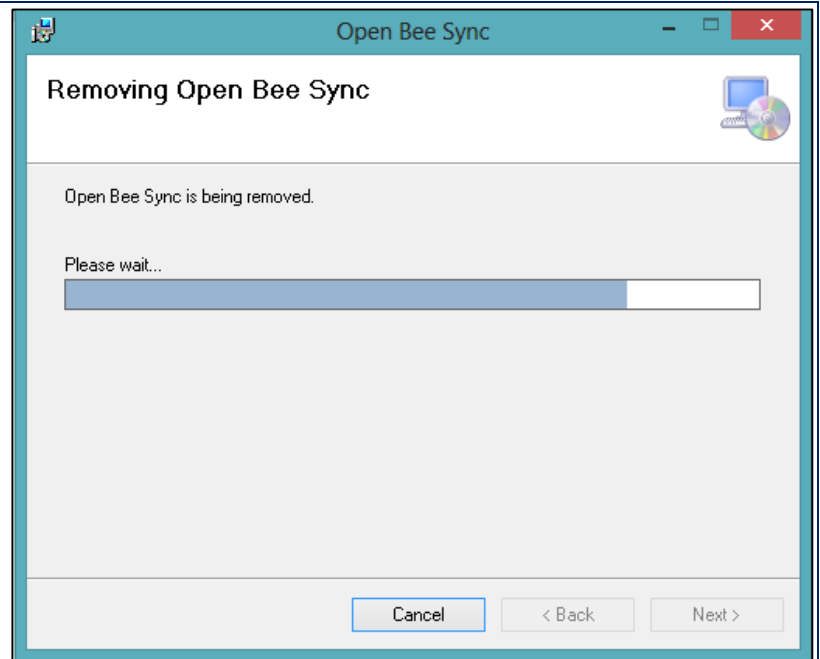 Open Bee Sync
Removing Open Bee Sync
Open Bee Sync is being removed.
Please wait...
Cancel
< Back
Next >